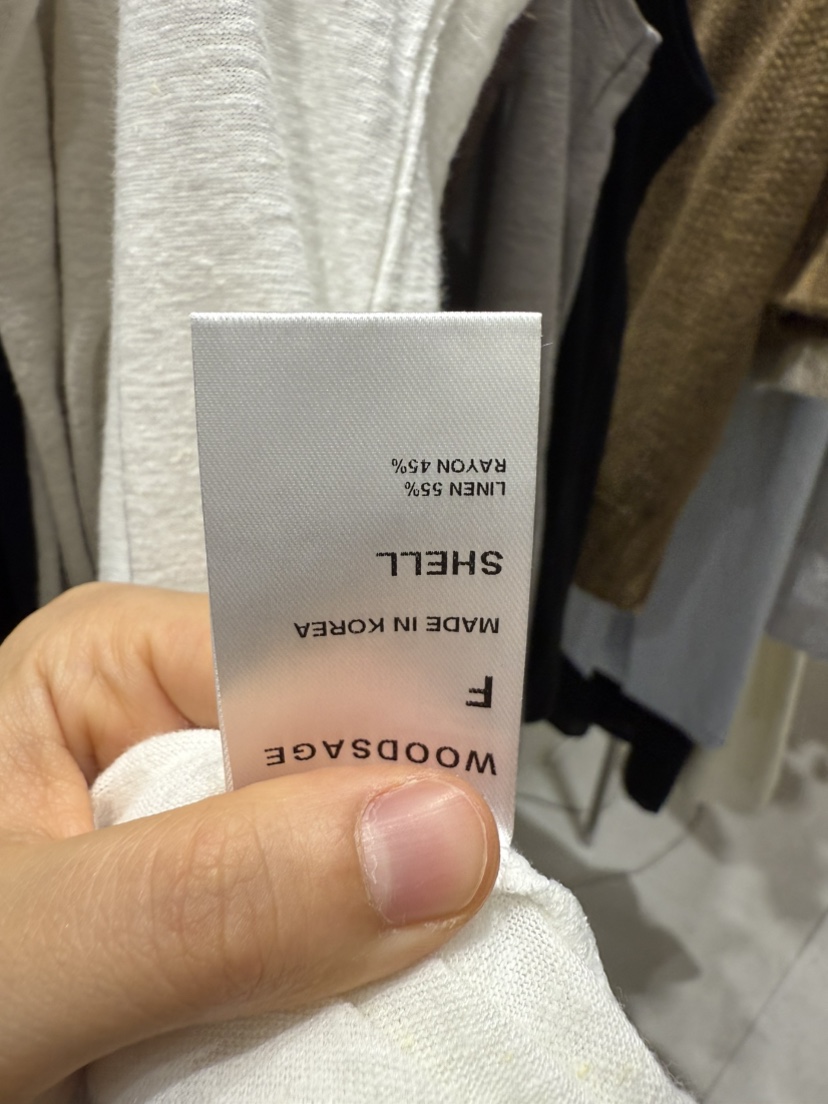 WOODSAGE
F
MADE IN KOREA
SHELL
LINEN 55%
RAYON 45%